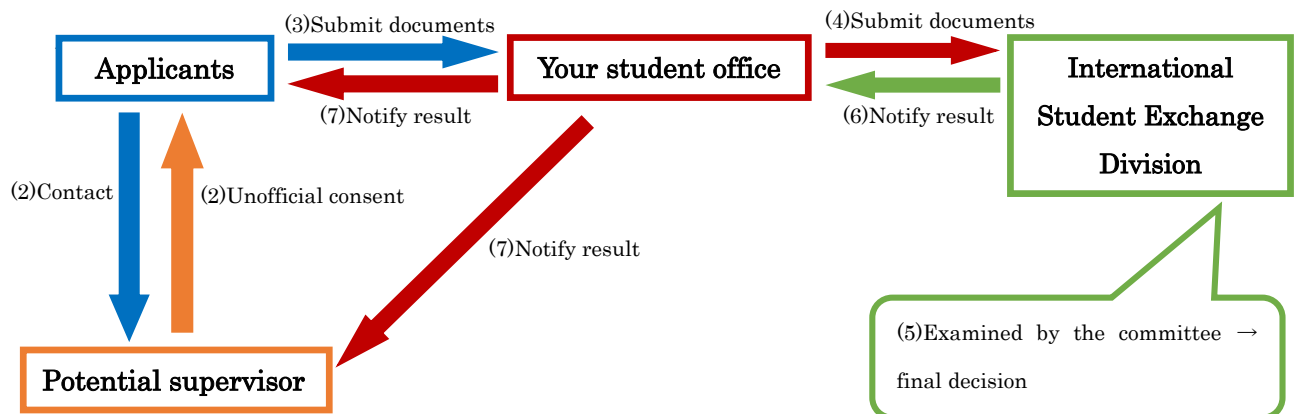 (3)Submit documents
(4)Submit documents
Applicants
Your student office
International
Student Exchange
Division
(7)Notify result
(6)Notify result
(2)Contact
(2)Unofficial consent
(7)Notify result
(5)Examined by the committee →
final decision
Potential supervisor